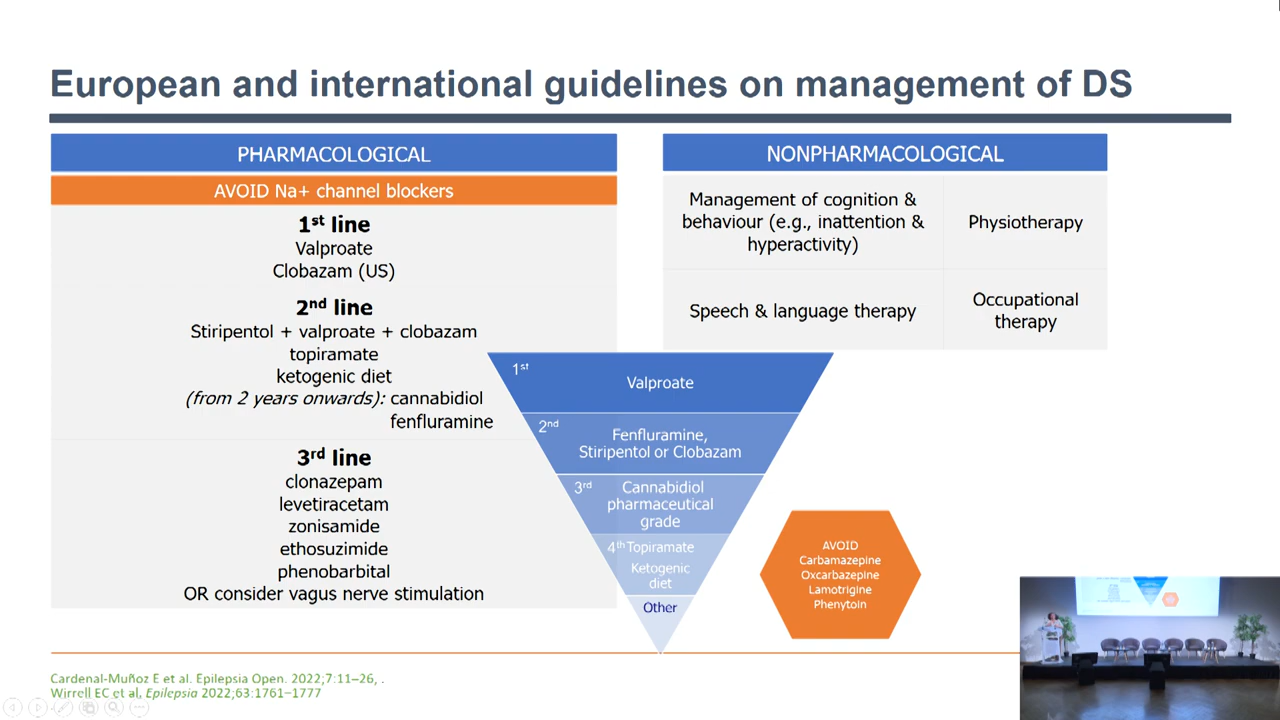 European and international guidelines on management of DS
PHARMACOLOGICAL
AVOID Na+ channel blockers
1st line
Valproate
Clobazam (US)
2nd line
Stiripentol + valproate + clobazam
topiramate
ketogenic diet
(from 2 years onwards): cannabidiol
fenfluramine
3rd line
clonazepam
levetiracetam
zonisamide
ethosuzimide
phenobarbital
OR consider vagus nerve stimulation
NONPHARMACOLOGICAL
Management of cognition &
behaviour (e.g., inattention &
hyperactivity)
Physiotherapy
Speech & language therapy
Occupational
therapy
1st
Valproate
2nd
Fenfluramine,
Stiripentol or Clobazam
3rd
Cannabidiol
pharmaceutical
grade
4th Topiramate
Ketogenic
diet
Other
AVOID
Carbamazepine
Oxcarbazepine
Lamotrigine
Phenytoin
Cardenal-Muñoz E et al. Epilepsia Open. 2022;7:11–26, .
Wirrell EC et al, Epilepsia 2022;63:1761–1777